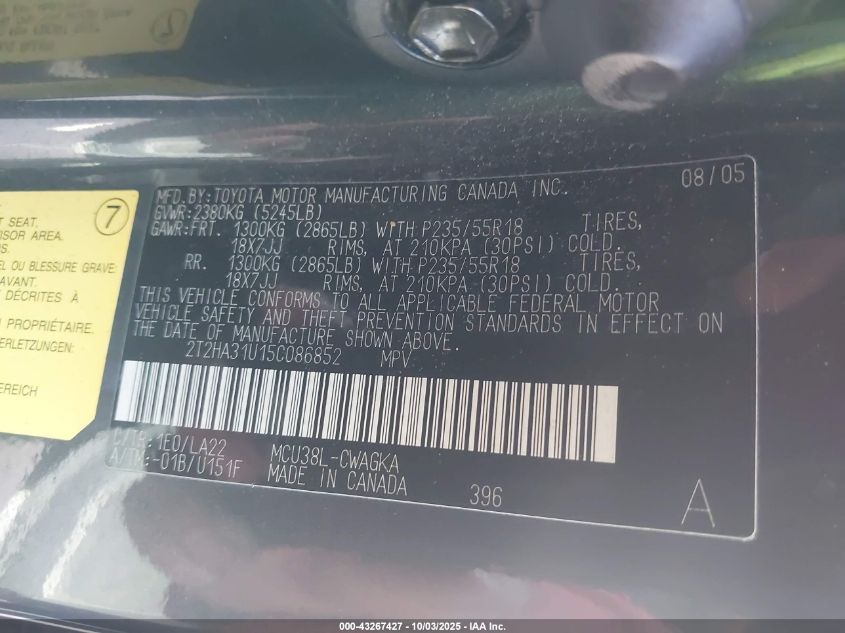 MFD. BY: TOYOTA MOTOR MANUFACTURING CANADA INC. 08/05
GVWR: 2380KG (5245LB)
GAWR: FRT. 1300KG (2865LB) WITH P235/55R18 TIRES,
18X7JJ RIMS, AT 210KPA (30PSI) COLD.
RR. 1300KG (2865LB) WITH P235/55R18 TIRES,
18X7JJ RIMS, AT 210KPA (30PSI) COLD.
THIS VEHICLE CONFORMS TO ALL APPLICABLE FEDERAL MOTOR
VEHICLE SAFETY AND THEFT PREVENTION STANDARDS IN EFFECT ON
THE DATE OF MANUFACTURE SHOWN ABOVE.
2T2HA31U15C086852 MPV
C/TR: 1E0/LA22 MCU38L-CWAGKA
A/TM: -01B/U151F MADE IN CANADA 396 A
7
T SEAT.
SOR AREA.
EL OU BLESSURE GRAVE:
AVANT.
DÉCRITES À
PROPRIÉTAIRE.
ERLETZUNG.
EREICH
000-43267427 - 10/03/2025 - IAA Inc.